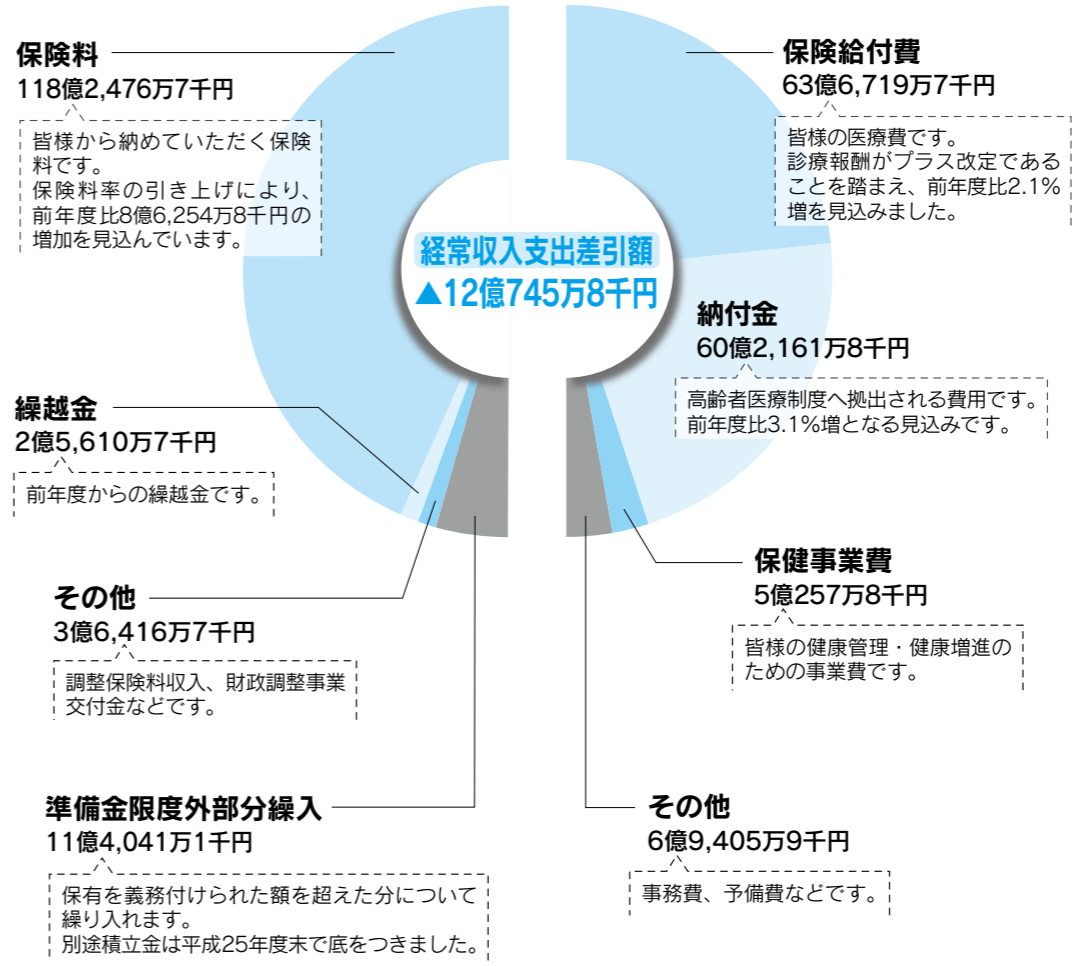 保険料
118億2,476万7千円
皆様から納めていただく保険
料です。
保険料率の引き上げにより、
前年度比8億6,254万8千円の
増加を見込んでいます。
繰越金
2億5,610万7千円
前年度からの繰越金です。
その他
3億6,416万7千円
調整保険料収入、財政調整事業
交付金などです。
準備金限度外部分繰入
11億4,041万1千円
保有を義務付けられた額を超えた分について
繰り入れます。
別途積立金は平成25年度末で底をつきました。
経常収入支出差引額
▲12億745万8千円
保険給付費
63億6,719万7千円
皆様の医療費です。
診療報酬がプラス改定である
ことを踏まえ、前年度比2.1%
増を見込みました。
納付金
60億2,161万8千円
高齢者医療制度へ拠出される費用です。
前年度比3.1%増となる見込みです。
保健事業費
5億257万8千円
皆様の健康管理・健康増進の
ための事業費です。
その他
6億9,405万9千円
事務費、予備費などです。